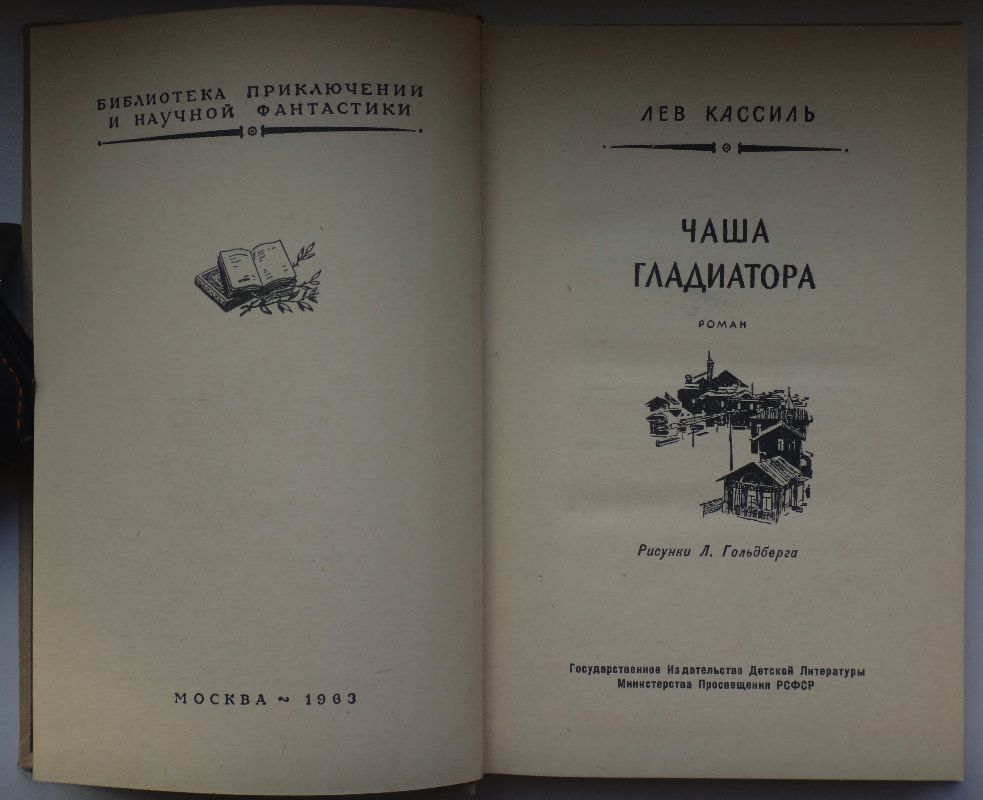 БИБЛИОТЕКА ПРИКЛЮЧЕНИЙ
И НАУЧНОЙ ФАНТАСТИКИ
МОСКВА ~ 1963
ЛЕВ КАССИЛЬ
ЧАША
ГЛАДИАТОРА
РОМАН
Рисунки Л. Гольдберга
Государственное Издательство Детской Литературы
Министерства Просвещения РСФСР